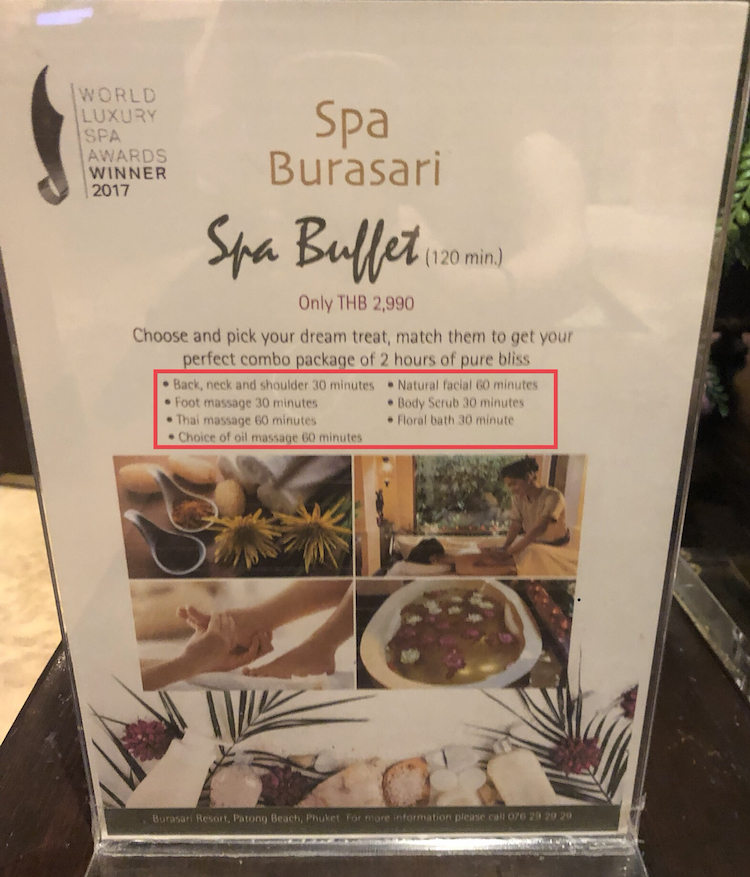 WORLD
LUXURY
SPA
AWARDS
WINNER
2017
Spa
Burasari
Spa Buffet (120 min.)
Only THB 2,990
Choose and pick your dream treat, match them to get your
perfect combo package of 2 hours of pure bliss
• Back, neck and shoulder 30 minutes
• Foot massage 30 minutes
• Thai massage 60 minutes
• Choice of oil massage 60 minutes
• Natural facial 60 minutes
• Body Scrub 30 minutes
• Floral bath 30 minute
Burasari Resort, Patong Beach, Phuket. For more information please call 076 29 29 29